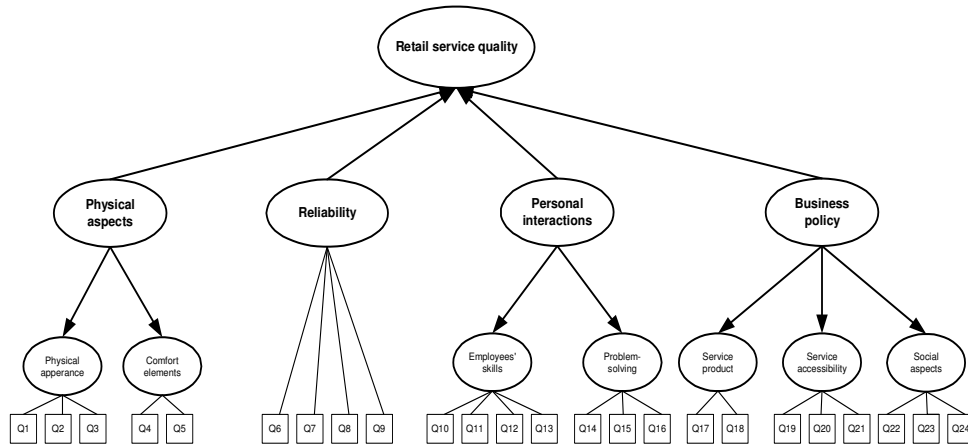 Retail service quality
Physical
aspects
Reliability
Personal
interactions
Business
policy
Physical
apperance
Comfort
elements
Employees'
skills
Problem-
solving
Service
product
Service
accessibility
Social
aspects
Q1 Q2 Q3 Q4 Q5 Q6 Q7 Q8 Q9 Q10 Q11 Q12 Q13 Q14 Q15 Q16 Q17 Q18 Q19 Q20 Q21 Q22 Q23 Q24